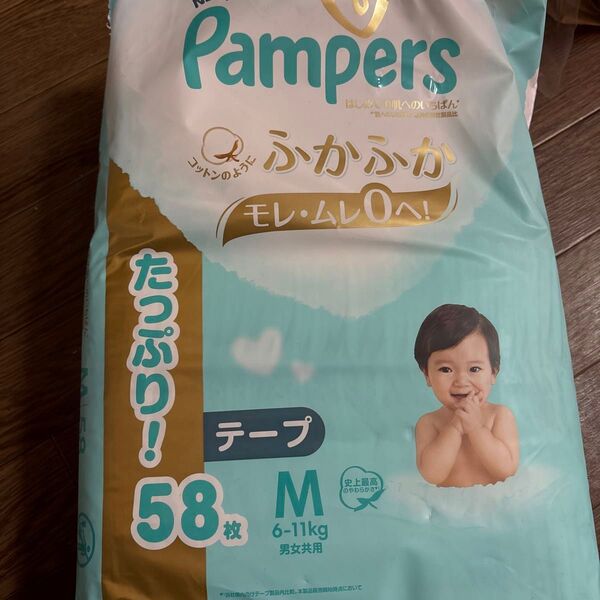 Pampers
はじめての肌へのいちばん*
コットンのように
ふかふか
モレ・ムレ0へ!
たっぷり!
58枚
テープ
M
6-11kg
男女共用
史上最高
のやわらかさ*¹